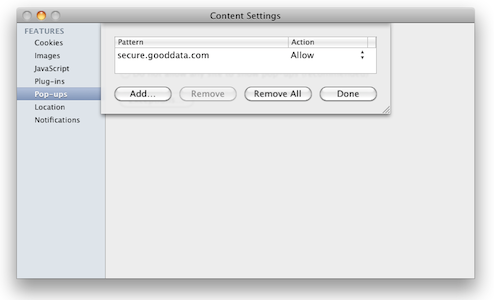 Content Settings
FEATURES
Cookies
Images
JavaScript
Plug-ins
Pop-ups
Location
Notifications
Pattern Action
secure.gooddata.com Allow
Add... Remove Remove All Done